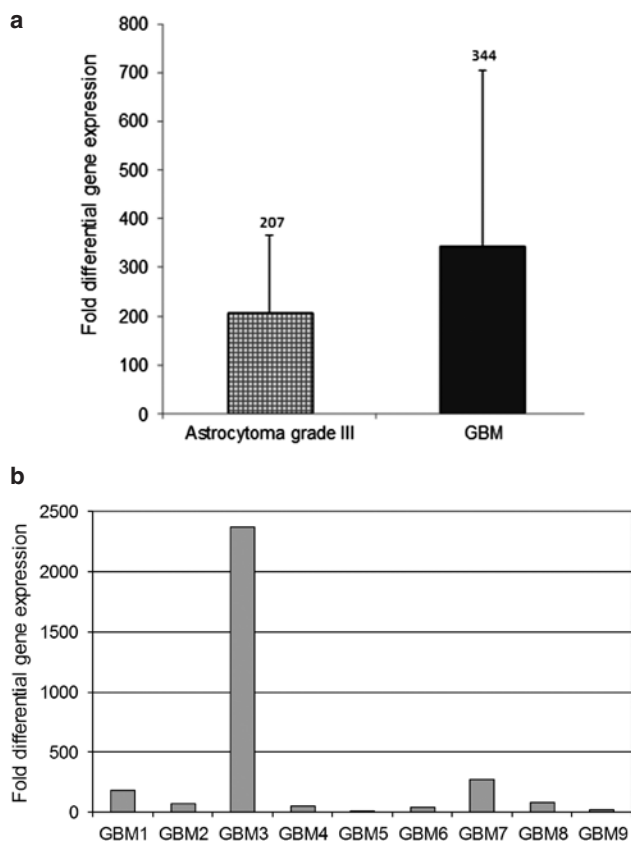 a
Fold differential gene expression
800
700
600
500
400
300
200
100
0
207
344
Astrocytoma grade III
GBM
b
Fold differential gene expression
2500
2000
1500
1000
500
0
GBM1 GBM2 GBM3 GBM4 GBM5 GBM6 GBM7 GBM8 GBM9